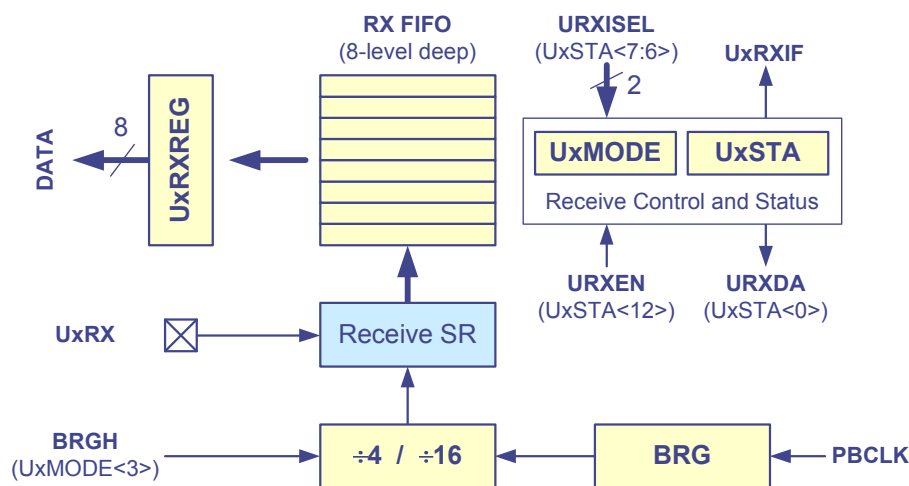 RX FIFO
(8-level deep)
URXISEL
(UxSTA<7:6>)
UxRXIF
2
8
DATA
UxRXREG
UxMODE
UxSTA
Receive Control and Status
URXEN
(UxSTA<12>)
URXDA
(UxSTA<0>)
UxRX
Receive SR
BRGH
(UxMODE<3>)
÷4 / ÷16
BRG
PBCLK